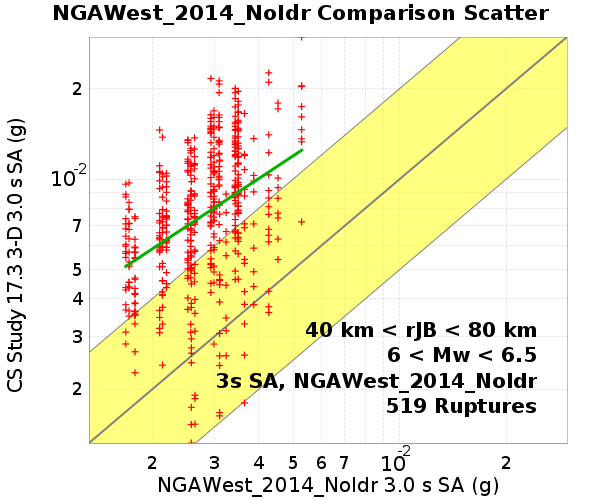 NGAWest_2014_NoIdr Comparison Scatter
CS Study 17.3 3-D 3.0 s SA (g)
2
10-2
7
5
4
3
2
40 km < rJB < 80 km
6 < Mw < 6.5
3s SA, NGAWest_2014_NoIdr
519 Ruptures
2 3 4 5 6 7 10-2 2
NGAWest_2014_NoIdr 3.0 s SA (g)